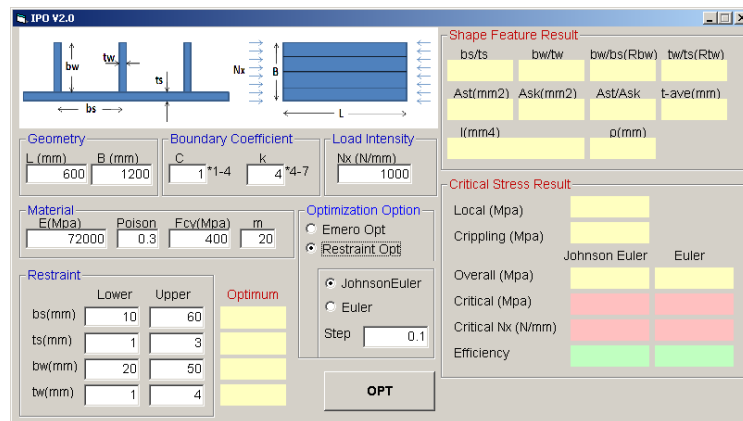 IPO V2.0
bw
tw
ts
bs
Nx
B
L
Geometry
L (mm) B (mm)
600 1200
Boundary Coefficient
C k
1 *1-4 4 *4-7
Load Intensity
Nx (N/mm)
1000
Material
E(Mpa) Poison Fcy(Mpa) m
72000 0.3 400 20
Optimization Option
Emero Opt
Restraint Opt
JohnsonEuler
Euler
Step 0.1
Restraint
Lower Upper Optimum
bs(mm) 10 60
ts(mm) 1 3
bw(mm) 20 50
tw(mm) 1 4
OPT
Shape Feature Result
bs/ts bw/tw bw/bs(Rbw) tw/ts(Rtw)
Ast(mm2) Ask(mm2) Ast/Ask t-ave(mm)
I(mm4) ρ(mm)
Critical Stress Result
Local (Mpa)
Crippling (Mpa)
Johnson Euler Euler
Overall (Mpa)
Critical (Mpa)
Critical Nx (N/mm)
Efficiency